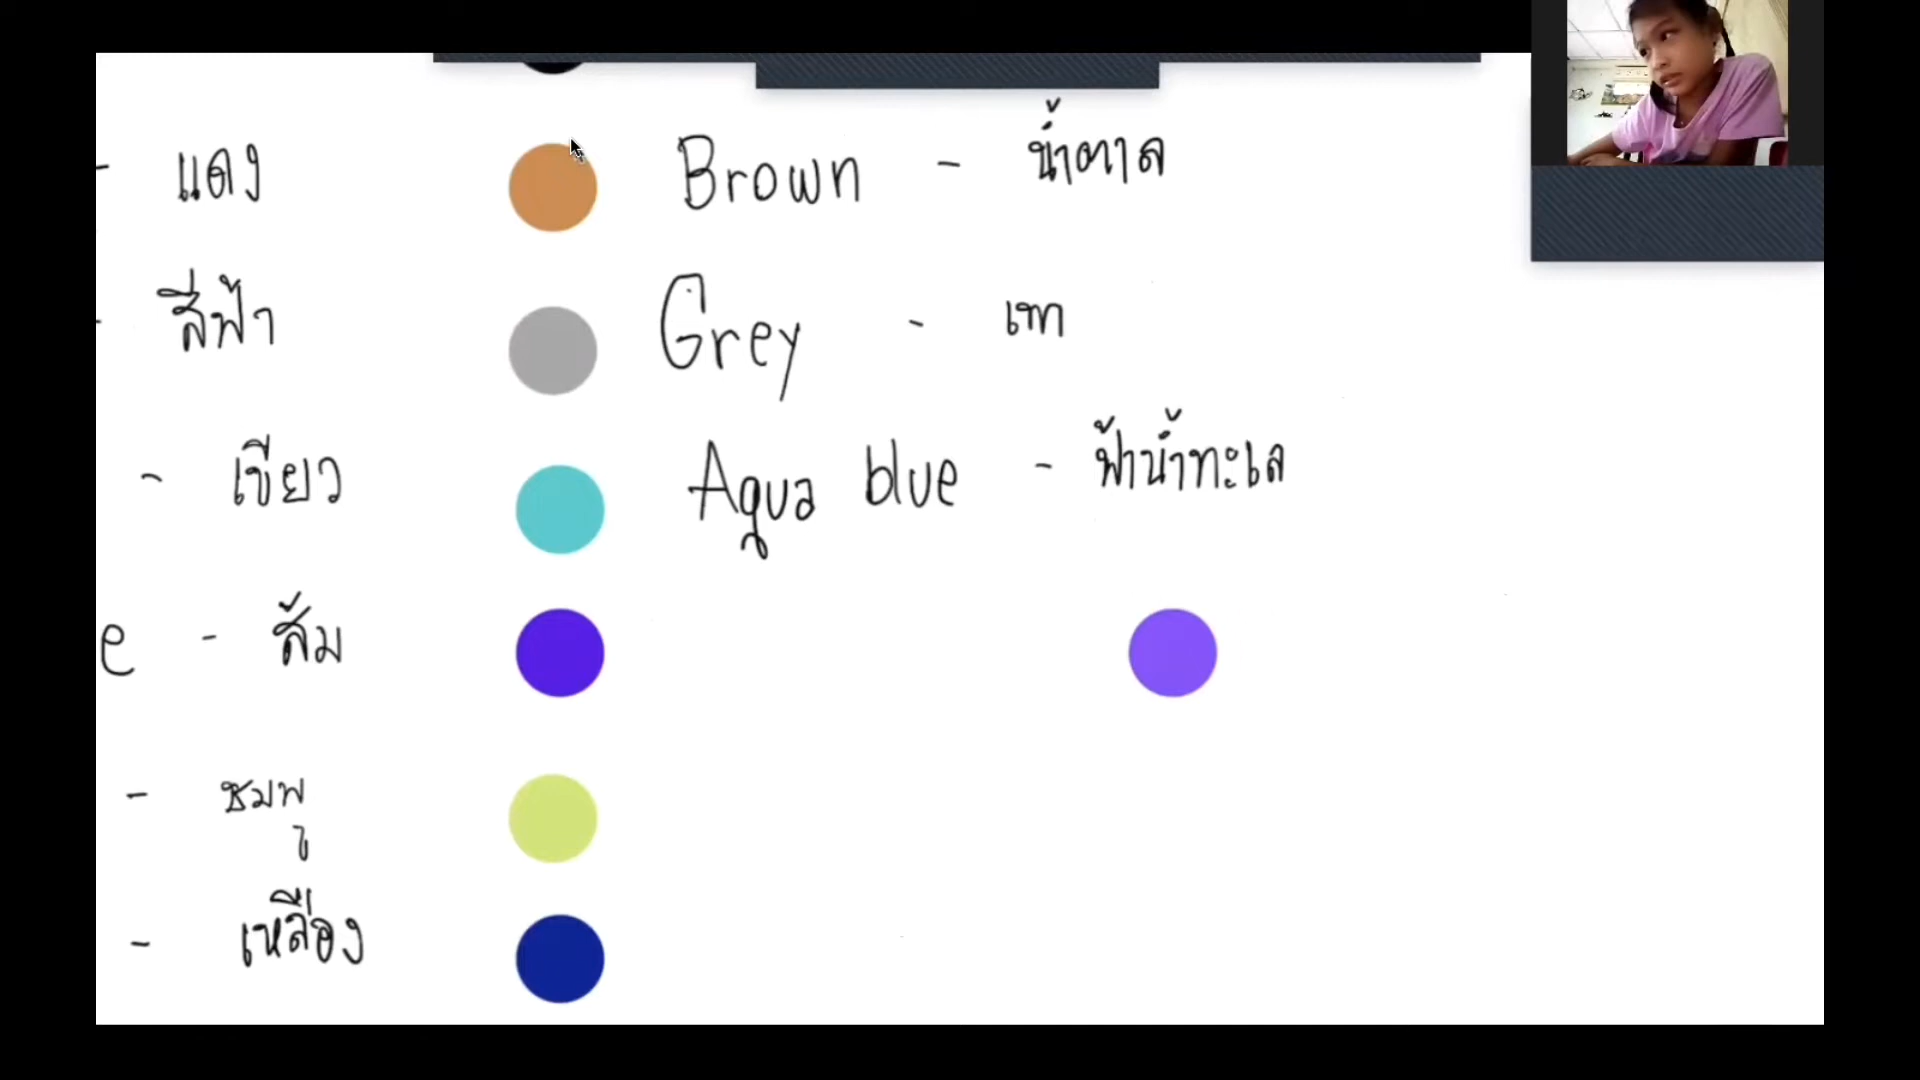 - แดง
Brown - น้ำตาล
- สีฟ้า
Grey - เทา
- เขียว
Aqua blue - ฟ้าน้ำทะเล
e - ส้ม
- ชมพู
- เหลือง